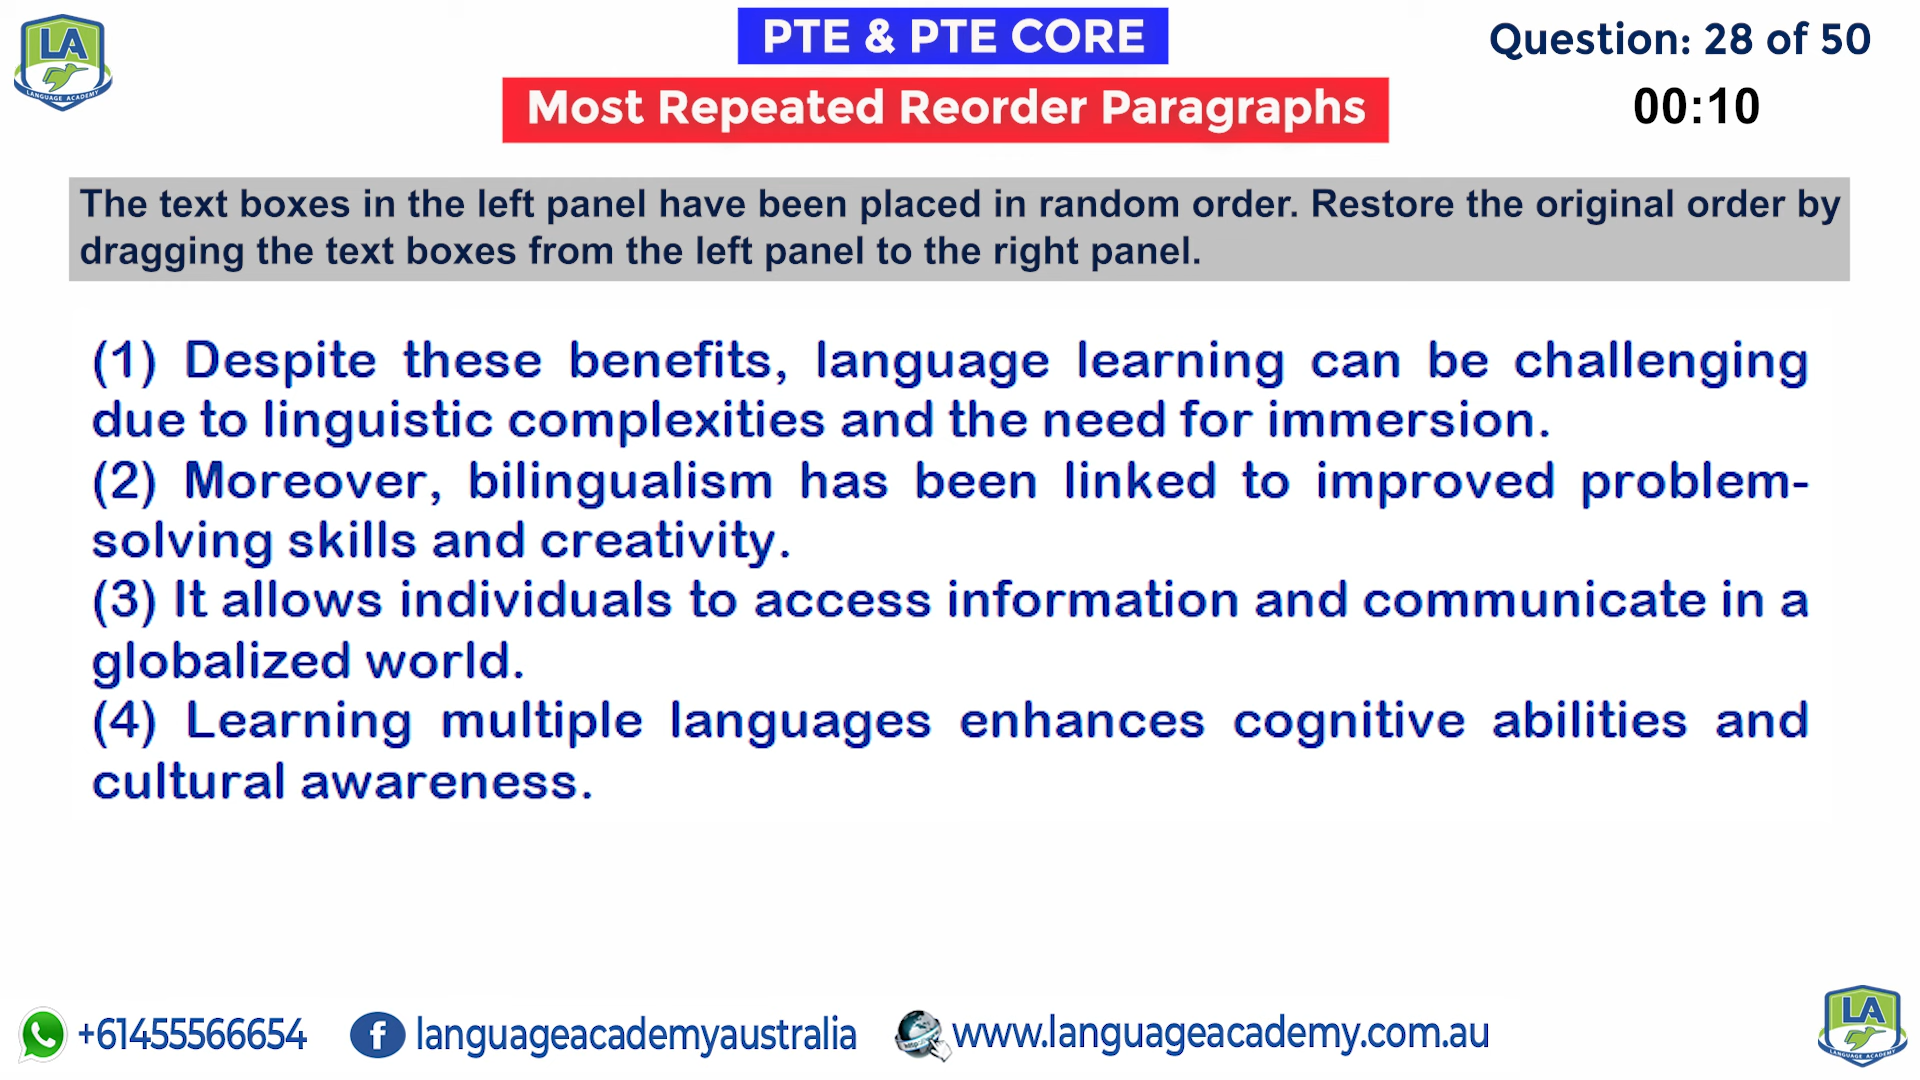 LA
LANGUAGE ACADEMY
PTE & PTE CORE
Question: 28 of 50
Most Repeated Reorder Paragraphs
00:10
The text boxes in the left panel have been placed in random order. Restore the original order by
dragging the text boxes from the left panel to the right panel.
(1) Despite these benefits, language learning can be challenging
due to linguistic complexities and the need for immersion.
(2) Moreover, bilingualism has been linked to improved problem-
solving skills and creativity.
(3) It allows individuals to access information and communicate in a
globalized world.
(4) Learning multiple languages enhances cognitive abilities and
cultural awareness.
+61455566654
f languageacademyaustralia
www.languageacademy.com.au
LA
LANGUAGE ACADEMY